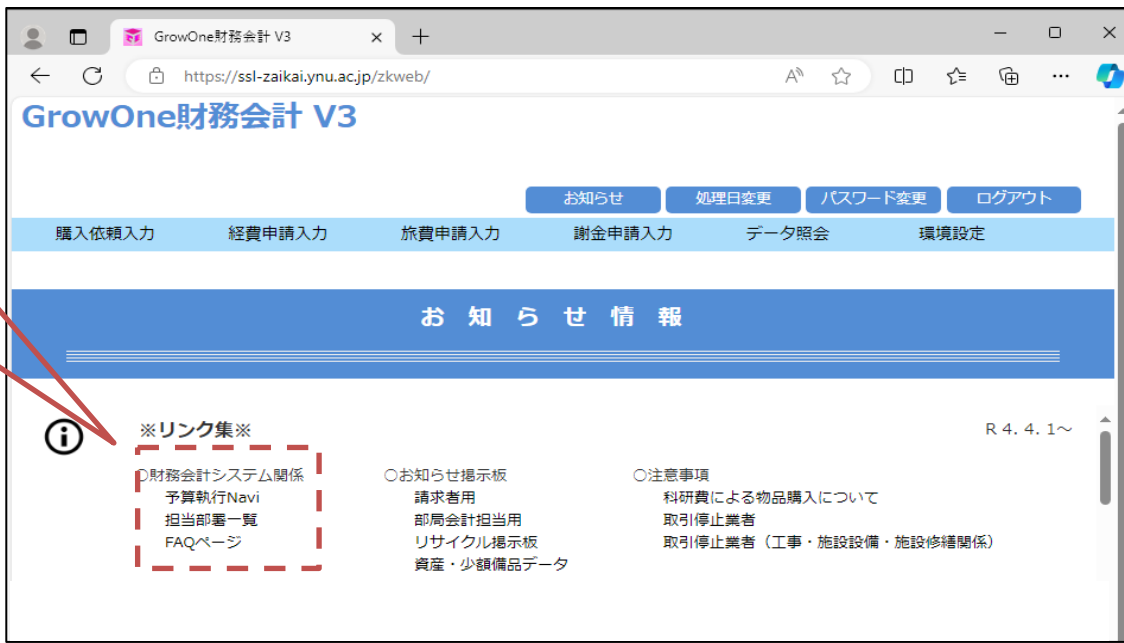 GrowOne財務会計 V3
https://ssl-zaikai.ynu.ac.jp/zkweb/
GrowOne財務会計 V3
お知らせ 処理日変更 パスワード変更 ログアウト
購入依頼入力 経費申請入力 旅費申請入力 謝金申請入力 データ照会 環境設定
お知らせ情報
※リンク集※ R 4. 4. 1～
○財務会計システム関係 ○お知らせ掲示板 ○注意事項
予算執行Navi 請求者用 科研費による物品購入について
担当部署一覧 部局会計担当用 取引停止業者
FAQページ リサイクル掲示板 取引停止業者（工事・施設設備・施設修繕関係）
資産・少額備品データ